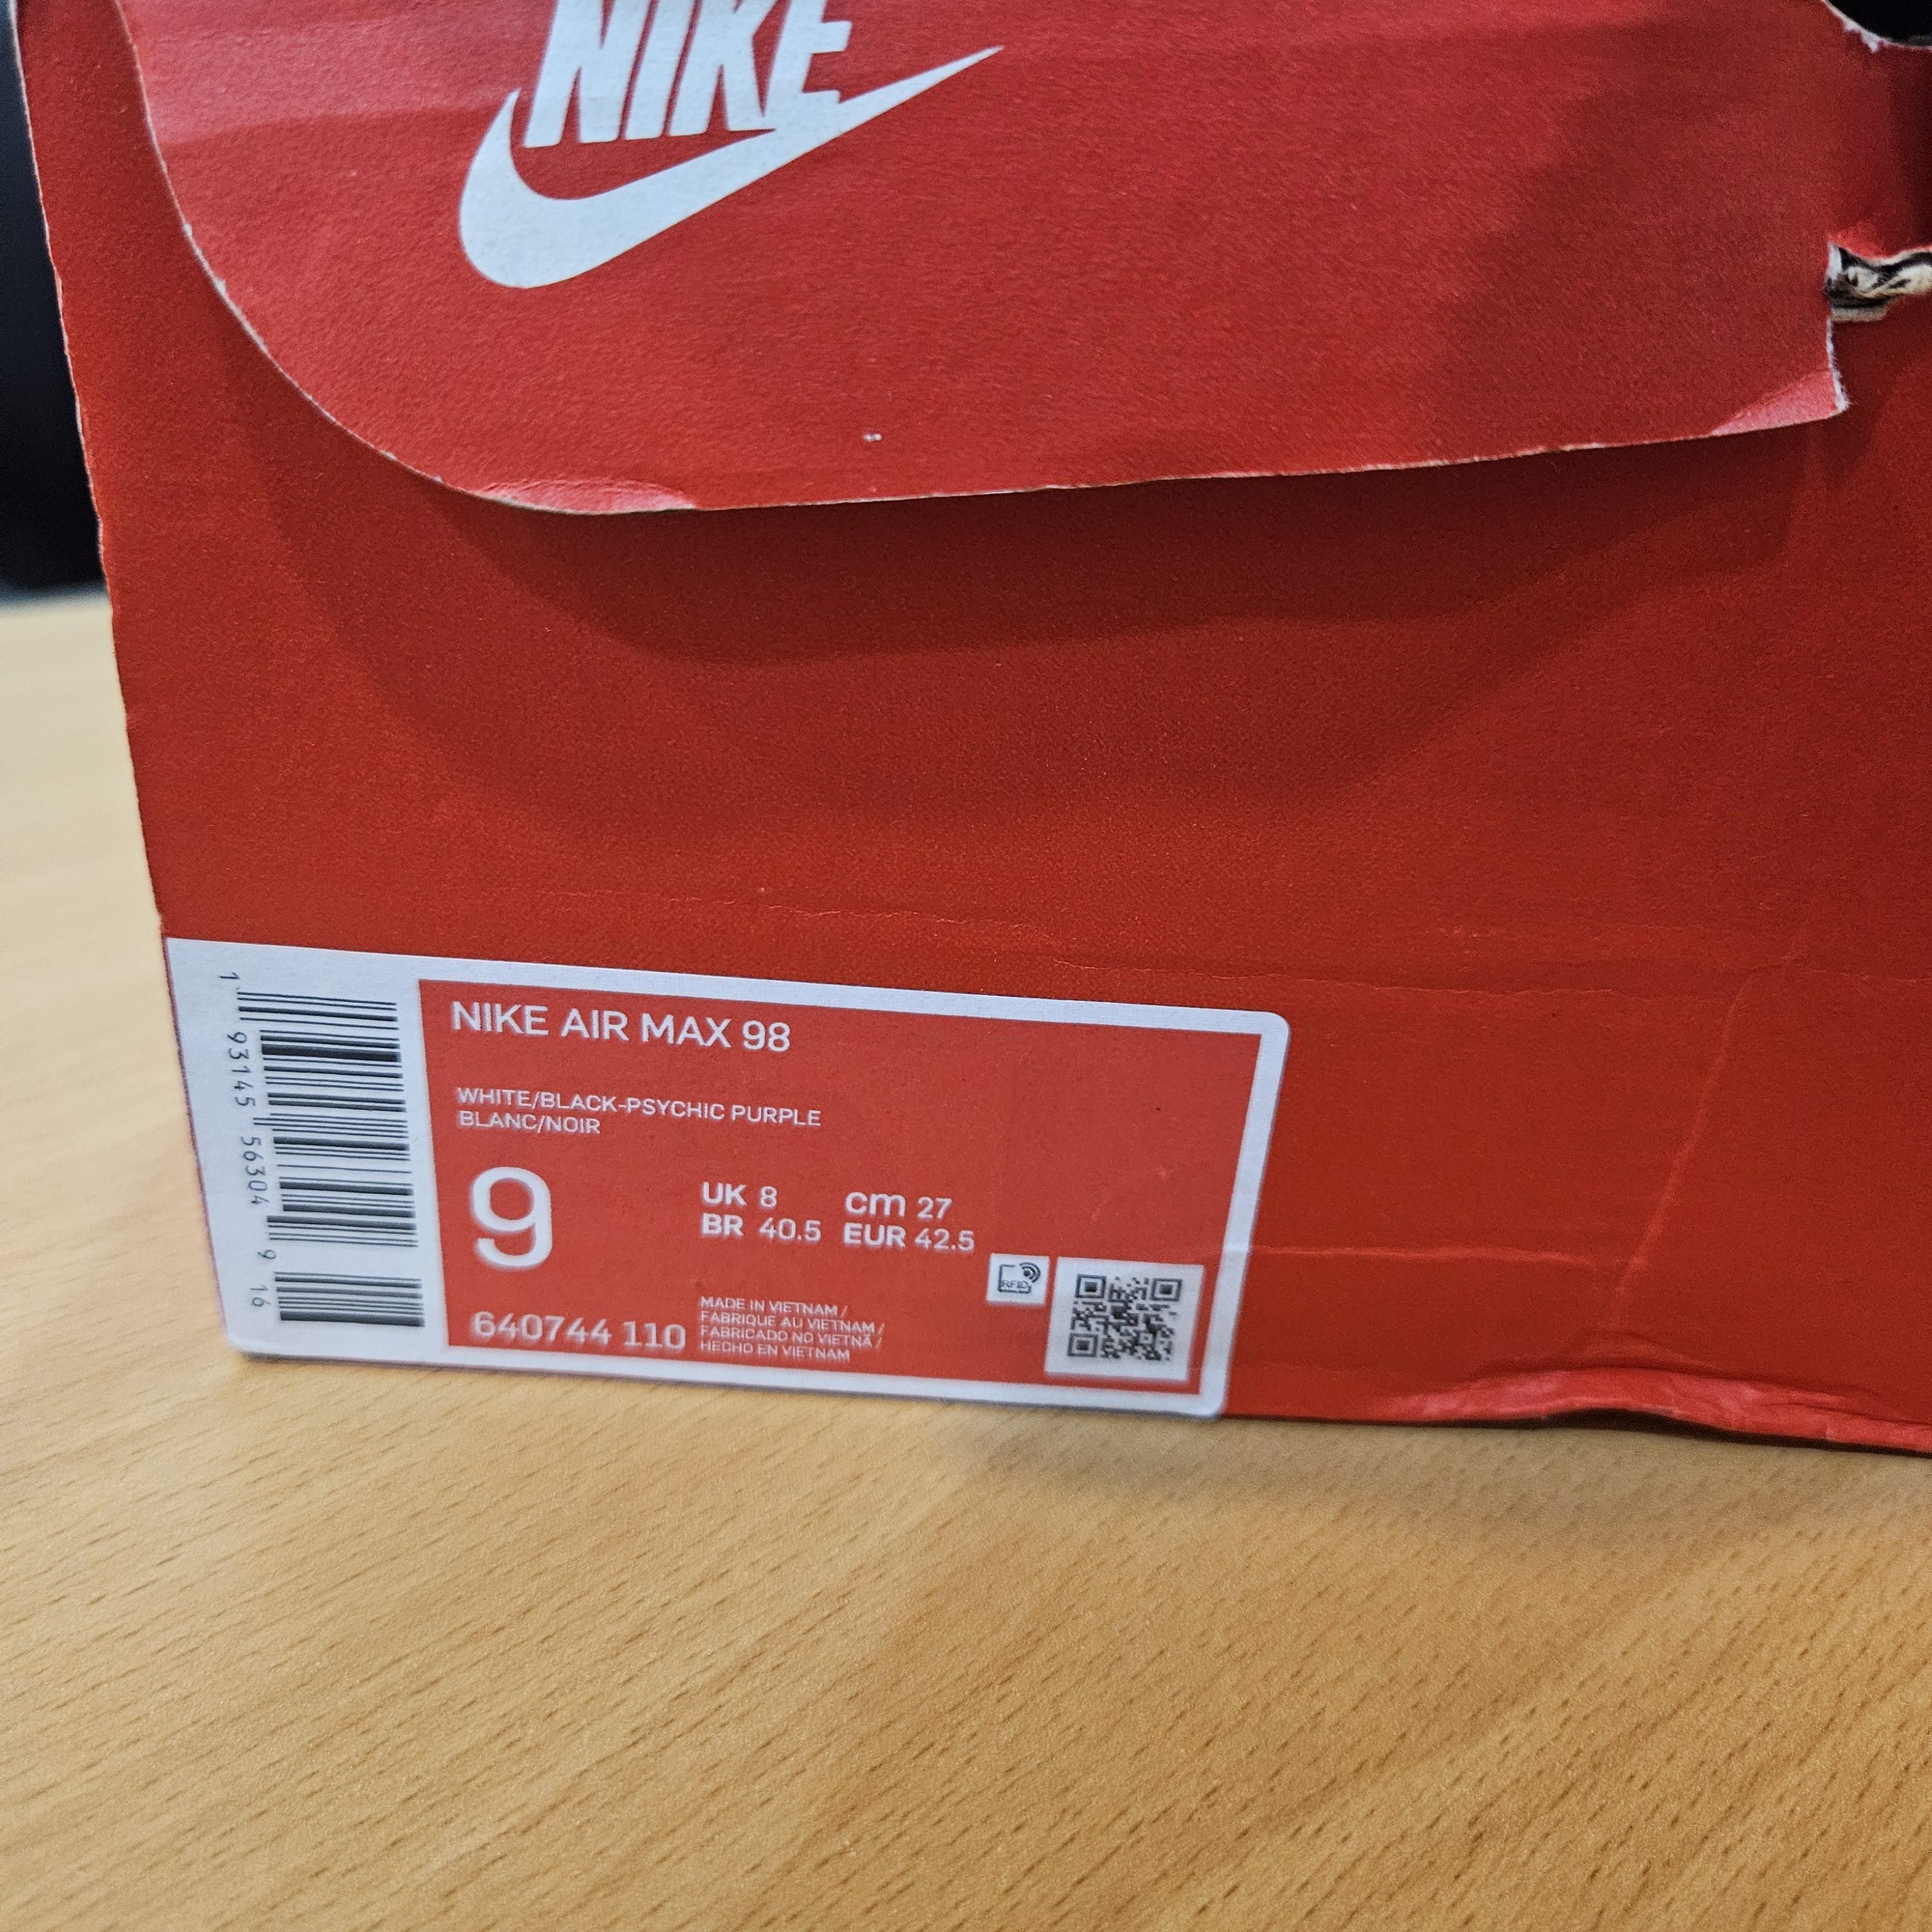 NIKE
NIKE AIR MAX 98
WHITE/BLACK-PSYCHIC PURPLE
BLANC/NOIR
9
UK 8 cm 27
BR 40.5 EUR 42.5
RFID
640744 110
MADE IN VIETNAM /
FABRIQUE AU VIETNAM /
FABRICADO NO VIETNÃ /
HECHO EN VIETNAM
1 93145 56304 9 16